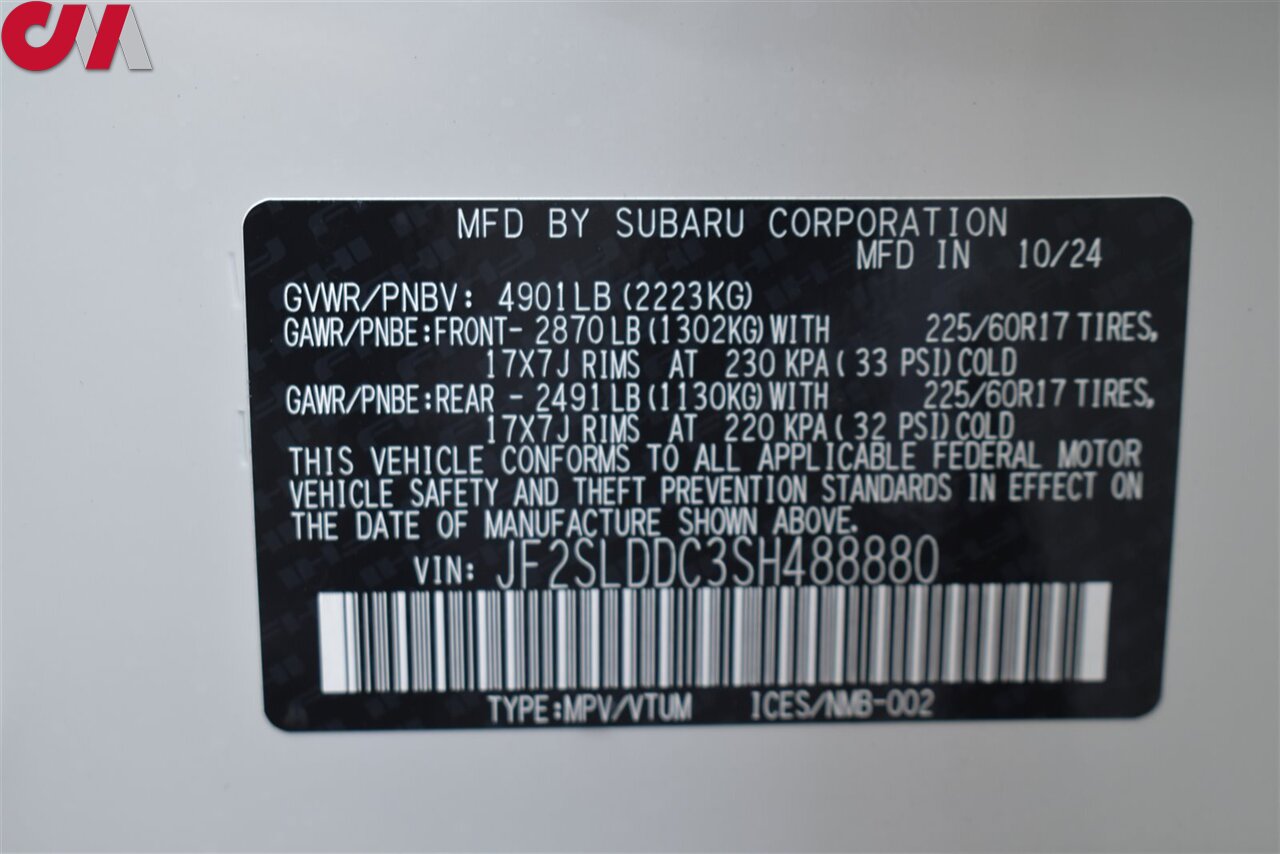 MFD BY SUBARU CORPORATION
MFD IN 10/24
GVWR/PNBV: 4901LB (2223KG)
GAWR/PNBE:FRONT- 2870 LB (1302KG) WITH 225/60R17 TIRES,
17X7J RIMS AT 230 KPA ( 33 PSI) COLD
GAWR/PNBE:REAR - 2491 LB (1130KG) WITH 225/60R17 TIRES,
17X7J RIMS AT 220 KPA ( 32 PSI) COLD
THIS VEHICLE CONFORMS TO ALL APPLICABLE FEDERAL MOTOR
VEHICLE SAFETY AND THEFT PREVENTION STANDARDS IN EFFECT ON
THE DATE OF MANUFACTURE SHOWN ABOVE.
VIN: JF2SLDDC3SH488880
TYPE:MPV/VTUM ICES/NMB-002